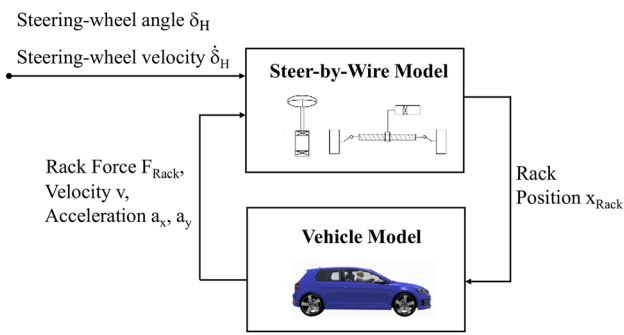 Steering-wheel angle δH
Steering-wheel velocity δ̇H
Steer-by-Wire Model
Rack Force FRack,
Velocity v,
Acceleration ax, ay
Rack
Position xRack
Vehicle Model